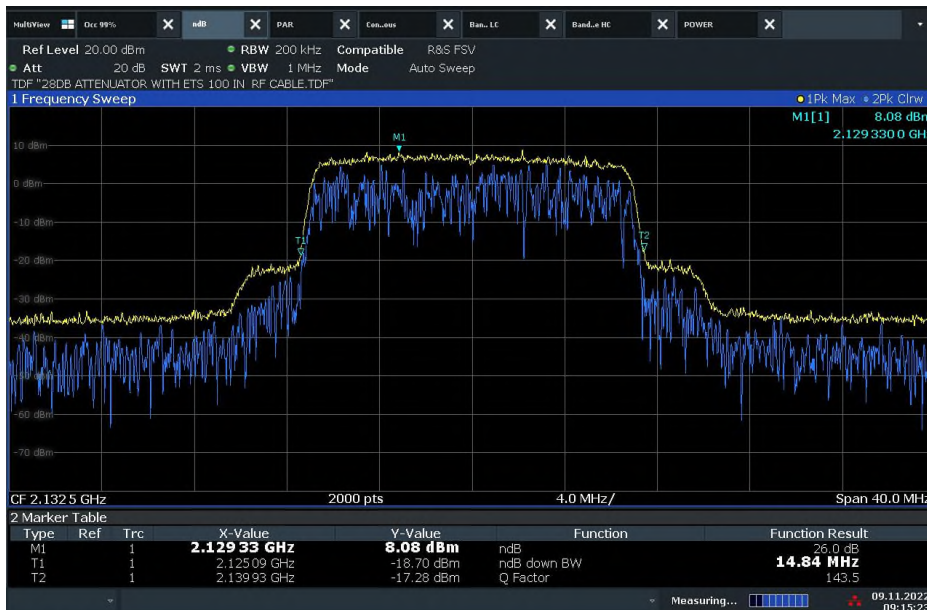 MultiView Occ 99% X ndB X PAR X Cen..ous X Ban.. LC X Band..e HC X POWER X
Ref Level 20.00 dBm RBW 200 kHz Compatible R&S FSV
Att 20 dB SWT 2 ms VBW 1 MHz Mode Auto Sweep
TDF "28DB ATTENUATOR WITH ETS 100 IN RF CABLE.TDF"
1 Frequency Sweep 1Pk Max 2Pk Clrw
M1[1] 8.08 dBm
2.129 330 0 GH
M1
10 dBm
0 dBm
-10 dBm
T1
T2
-20 dBm
-30 dBm
-40 dBm
-50 dBm
-60 dBm
-70 dBm
CF 2.132 5 GHz 2000 pts 4.0 MHz/ Span 40.0 MHz
2 Marker Table
Type Ref Trc X-Value Y-Value Function Function Result
M1 1 2.129 33 GHz 8.08 dBm ndB 26.0 dB
T1 1 2.125 09 GHz -18.70 dBm ndB down BW 14.84 MHz
T2 1 2.139 93 GHz -17.28 dBm Q Factor 143.5
Measuring... 09.11.2022
09:15:23